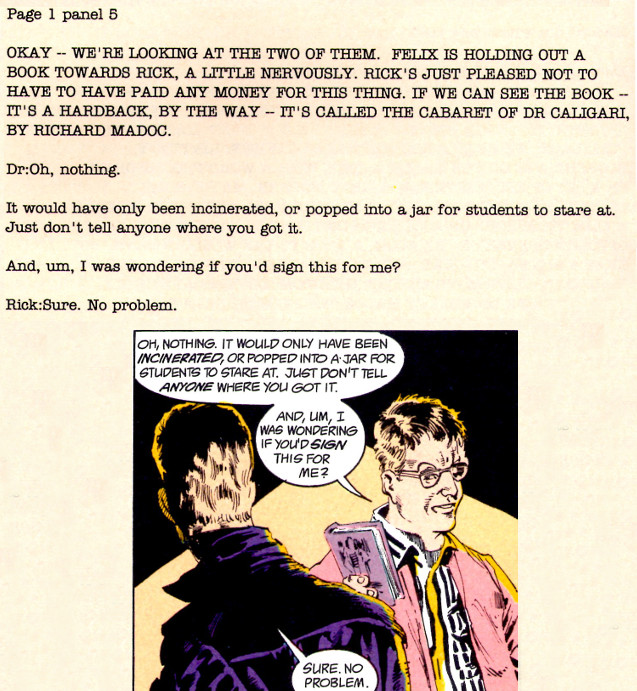 Page 1 panel 5
OKAY -- WE'RE LOOKING AT THE TWO OF THEM. FELIX IS HOLDING OUT A
BOOK TOWARDS RICK, A LITTLE NERVOUSLY. RICK'S JUST PLEASED NOT TO
HAVE TO HAVE PAID ANY MONEY FOR THIS THING. IF WE CAN SEE THE BOOK --
IT'S A HARDBACK, BY THE WAY -- IT'S CALLED THE CABARET OF DR CALIGARI,
BY RICHARD MADOC.
Dr:Oh, nothing.
It would have only been incinerated, or popped into a jar for students to stare at.
Just don't tell anyone where you got it.
And, um, I was wondering if you'd sign this for me?
Rick:Sure. No problem.
OH, NOTHING. IT WOULD ONLY HAVE BEEN
INCINERATED, OR POPPED INTO A JAR FOR
STUDENTS TO STARE AT. JUST DON'T TELL
ANYONE WHERE YOU GOT IT.
AND, UM, I
WAS WONDERING
IF YOU'D SIGN
THIS FOR
ME?
SURE. NO
PROBLEM.